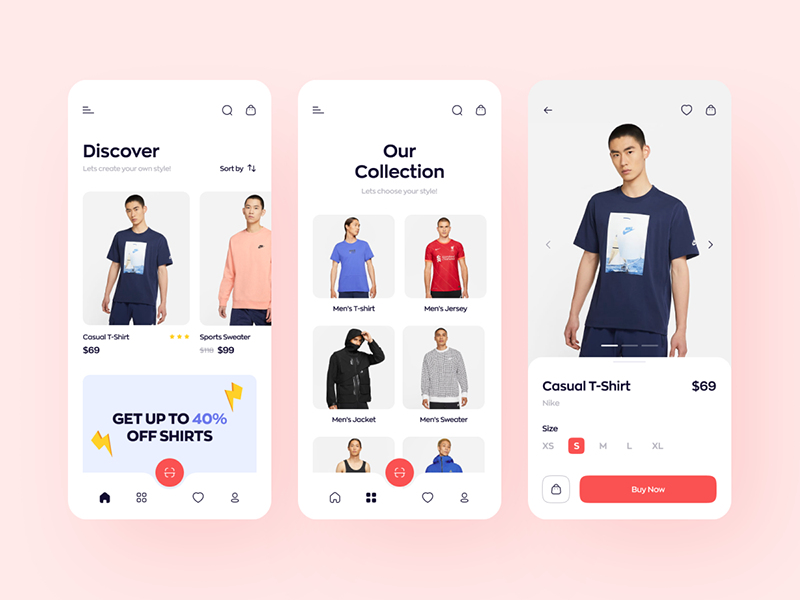 Discover
Lets create your own style!
Sort by
Casual T-Shirt
$69
Sports Sweater
$118 $99
GET UP TO 40%
OFF SHIRTS
Our
Collection
Lets choose your style!
Men's T-shirt
Men's Jersey
Men's Jacket
Men's Sweater
Casual T-Shirt
$69
Nike
Size
XS
S
M
L
XL
Buy Now